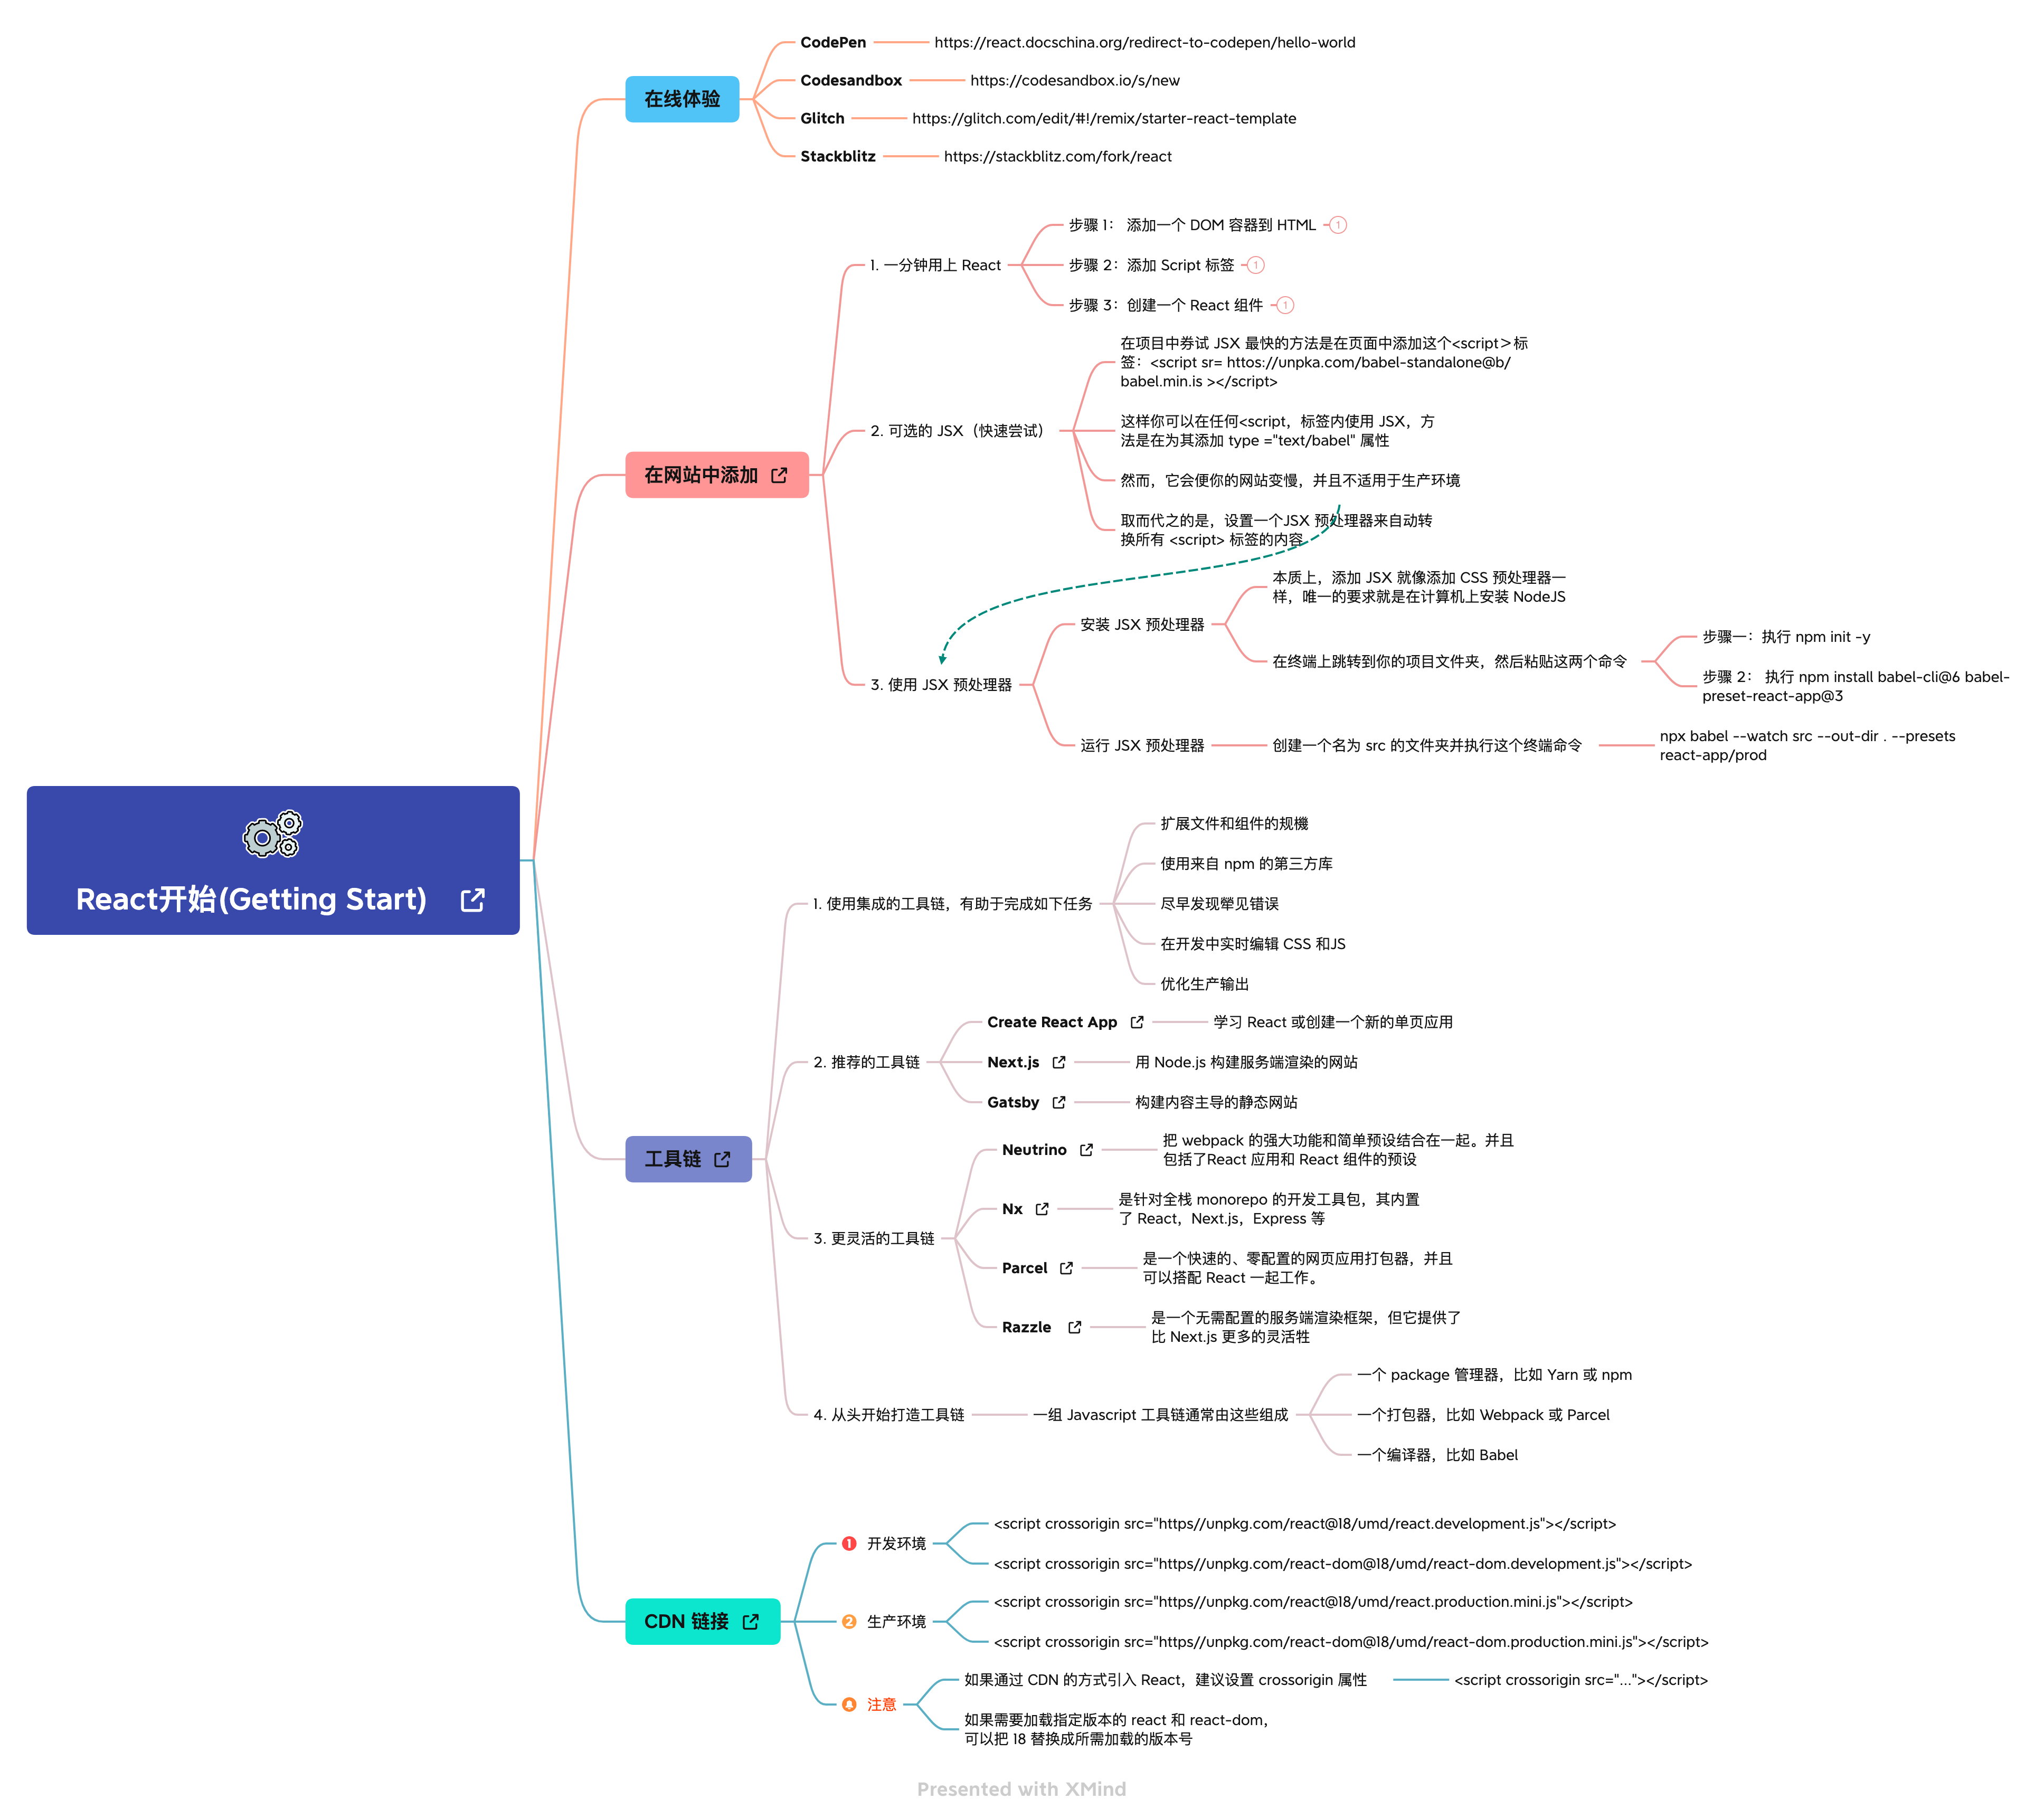 CodePen
https://react.docschina.org/redirect-to-codepen/hello-world
Codesandbox
https://codesandbox.io/s/new
在线体验
Glitch
https://glitch.com/edit/#!/remix/starter-react-template
Stackblitz
https://stackblitz.com/fork/react
步骤 1： 添加一个 DOM 容器到 HTML
1
1. 一分钟用上 React
步骤 2：添加 Script 标签
1
步骤 3：创建一个 React 组件
1
在项目中券试 JSX 最快的方法是在页面中添加这个<script>标
签：<script sr= httos://unpka.com/babel-standalone@b/
babel.min.is ></script>
2. 可选的 JSX（快速尝试）
这样你可以在任何<script，标签内使用 JSX，方
法是在为其添加 type ="text/babel" 属性
在网站中添加
然而，它会便你的网站变慢，并且不适用于生产环境
取而代之的是，设置一个JSX 预处理器来自动转
换所有 <script> 标签的内容
3. 使用 JSX 预处理器
安装 JSX 预处理器
本质上，添加 JSX 就像添加 CSS 预处理器一
样，唯一的要求就是在计算机上安装 NodeJS
在终端上跳转到你的项目文件夹，然后粘贴这两个命令
步骤一：执行 npm init -y
步骤 2： 执行 npm install babel-cli@6 babel-
preset-react-app@3
运行 JSX 预处理器
创建一个名为 src 的文件夹并执行这个终端命令
npx babel --watch src --out-dir . --presets
react-app/prod
React开始(Getting Start)
扩展文件和组件的规機
使用来自 npm 的第三方库
1. 使用集成的工具链，有助于完成如下任务
尽早发现犖见错误
在开发中实时编辑 CSS 和JS
优化生产输出
Create React App
学习 React 或创建一个新的单页应用
2. 推荐的工具链
Next.js
用 Node.js 构建服务端渲染的网站
Gatsby
构建内容主导的静态网站
工具链
Neutrino
把 webpack 的强大功能和简单预设结合在一起。并且
包括了React 应用和 React 组件的预设
Nx
是针对全栈 monorepo 的开发工具包，其内置
了 React，Next.js，Express 等
3. 更灵活的工具链
Parcel
是一个快速的、零配置的网页应用打包器，并且
可以搭配 React 一起工作。
Razzle
是一个无需配置的服务端渲染框架，但它提供了
比 Next.js 更多的灵活牲
4. 从头开始打造工具链
一组 Javascript 工具链通常由这些组成
一个 package 管理器，比如 Yarn 或 npm
一个打包器，比如 Webpack 或 Parcel
一个编译器，比如 Babel
1 开发环境
<script crossorigin src="https//unpkg.com/react@18/umd/react.development.js"></script>
<script crossorigin src="https//unpkg.com/react-dom@18/umd/react-dom.development.js"></script>
CDN 链接
2 生产环境
<script crossorigin src="https//unpkg.com/react@18/umd/react.production.mini.js"></script>
<script crossorigin src="https//unpkg.com/react-dom@18/umd/react-dom.production.mini.js"></script>
注意
如果通过 CDN 的方式引入 React，建议设置 crossorigin 属性
<script crossorigin src="..."></script>
如果需要加载指定版本的 react 和 react-dom，
可以把 18 替换成所需加载的版本号
Presented with XMind